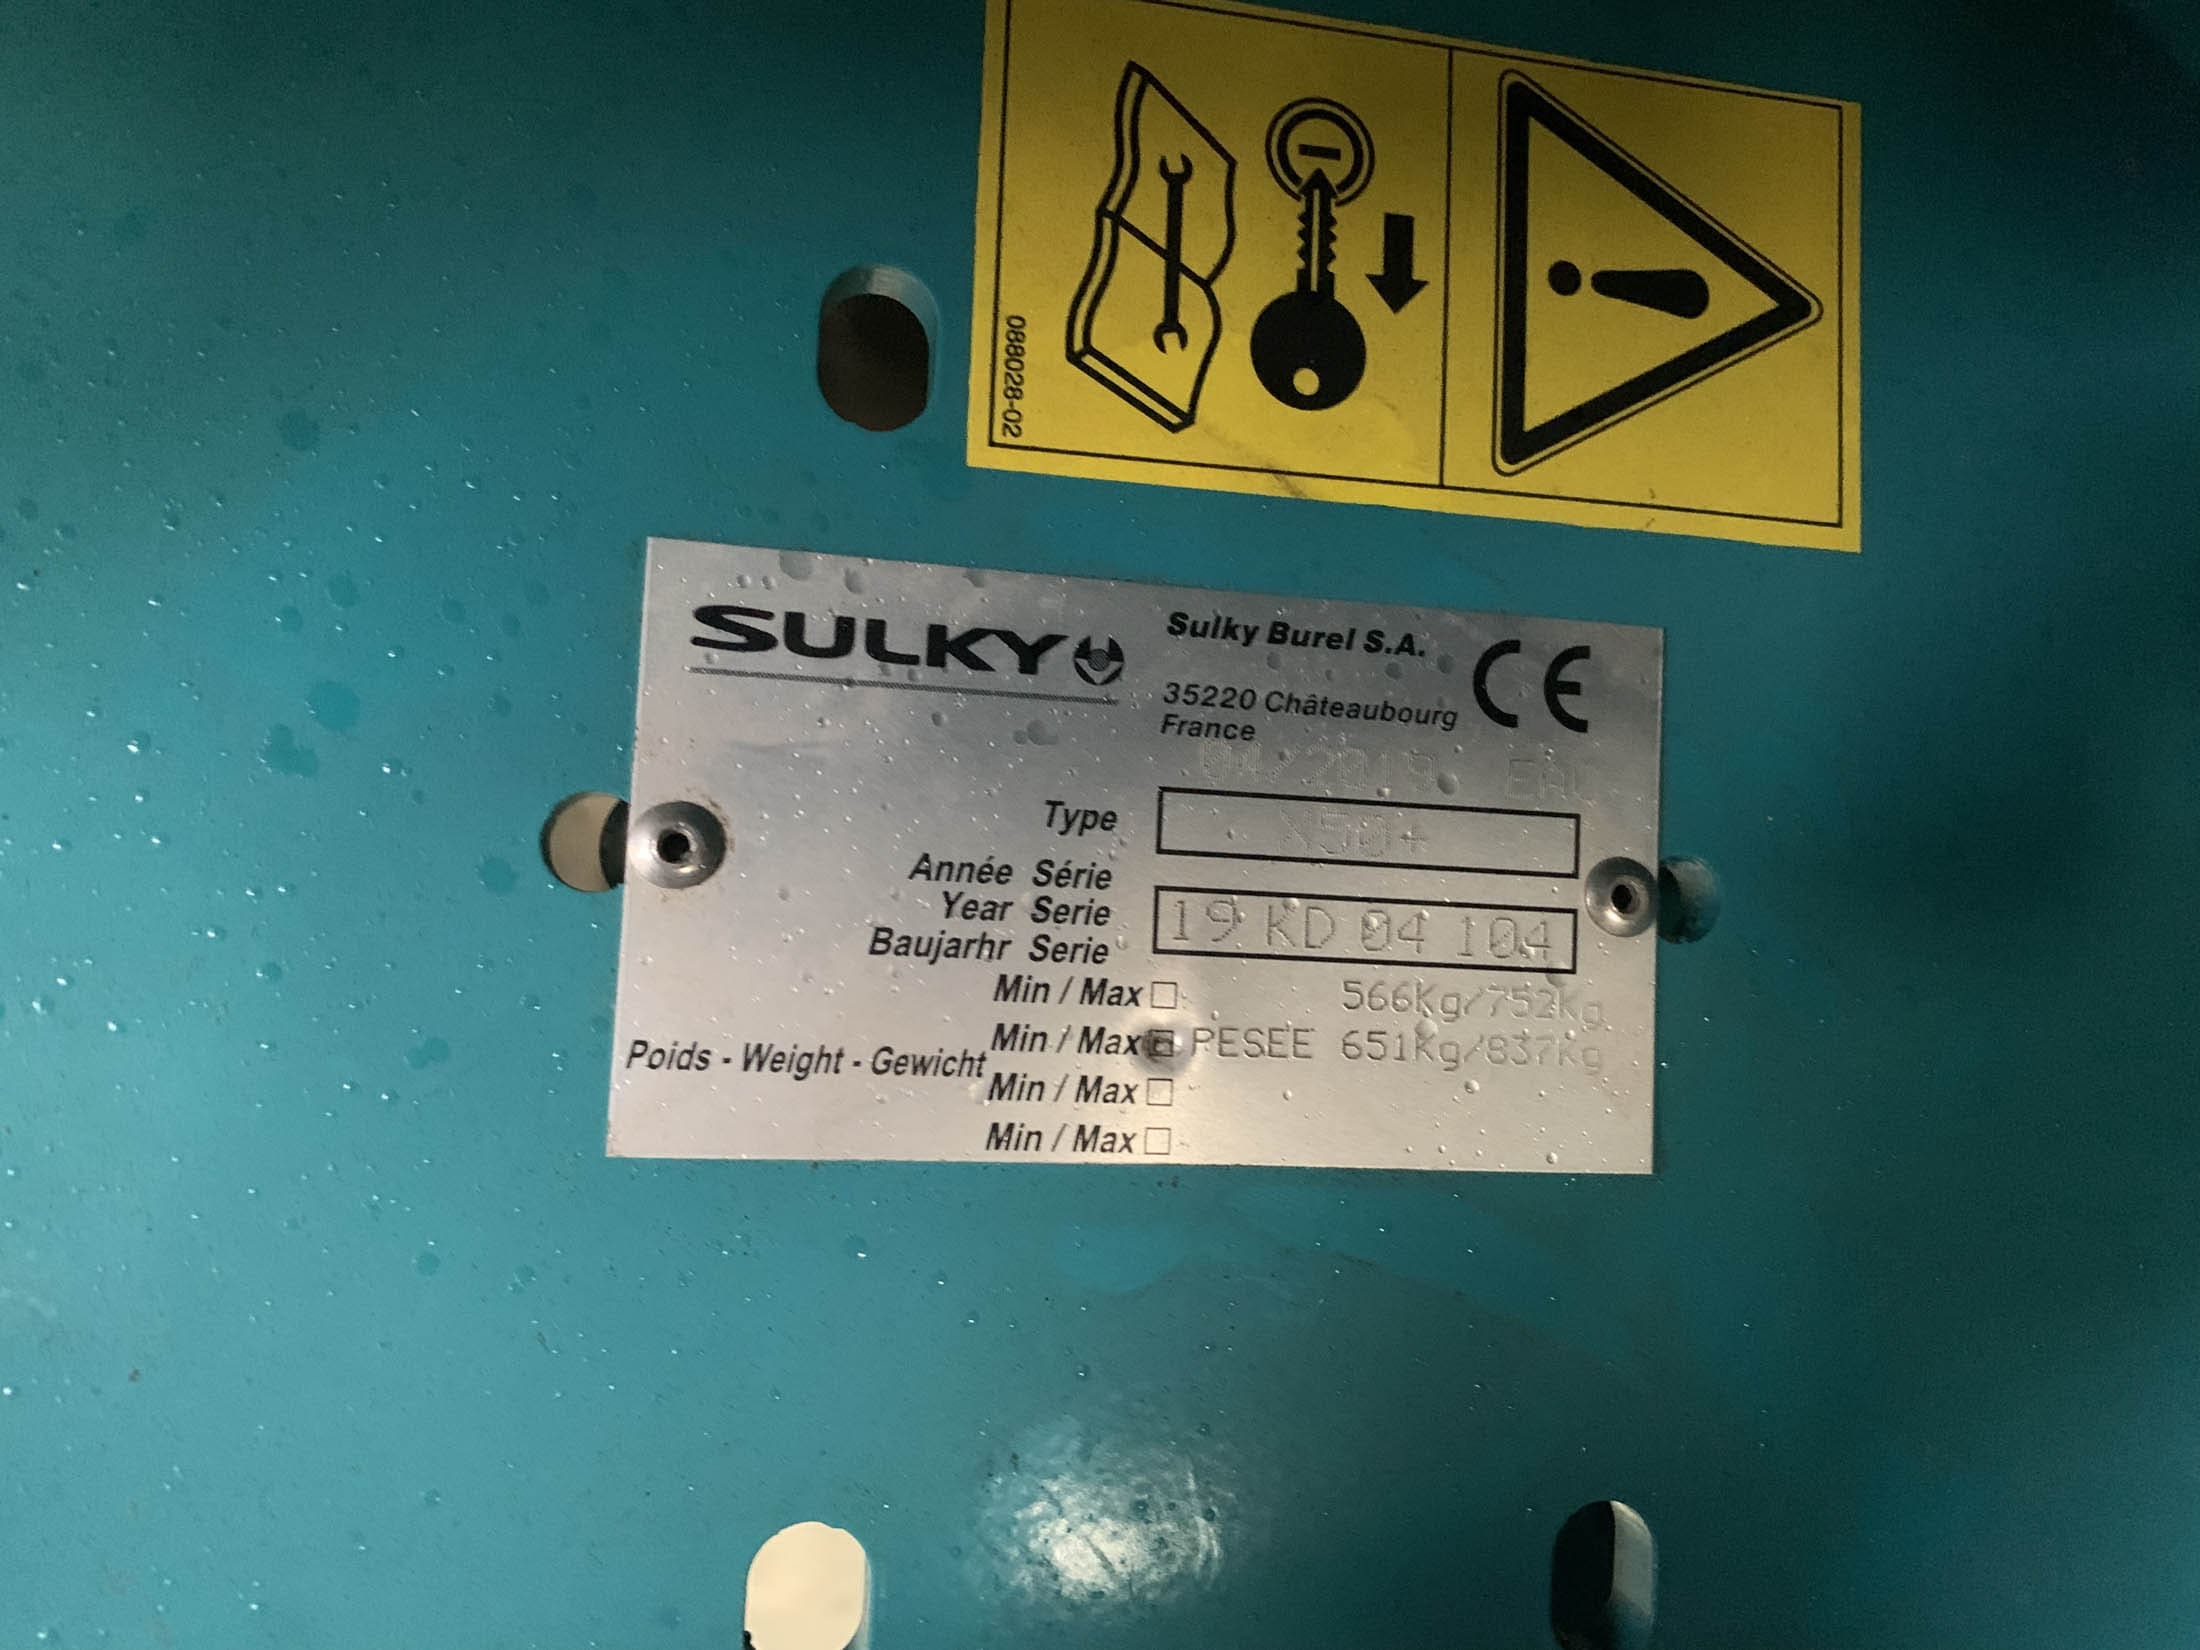 088028-02
SULKY
Sulky Burel S.A.
35220 Châteaubourg
France
CE
04/2019 EAC
Type X50+
Année Série
Year Serie
Baujarhr Serie
19 KD 04 104
Min / Max 566Kg/752Kg
Min / Max PESEE 651Kg/837Kg
Poids - Weight - Gewicht
Min / Max
Min / Max